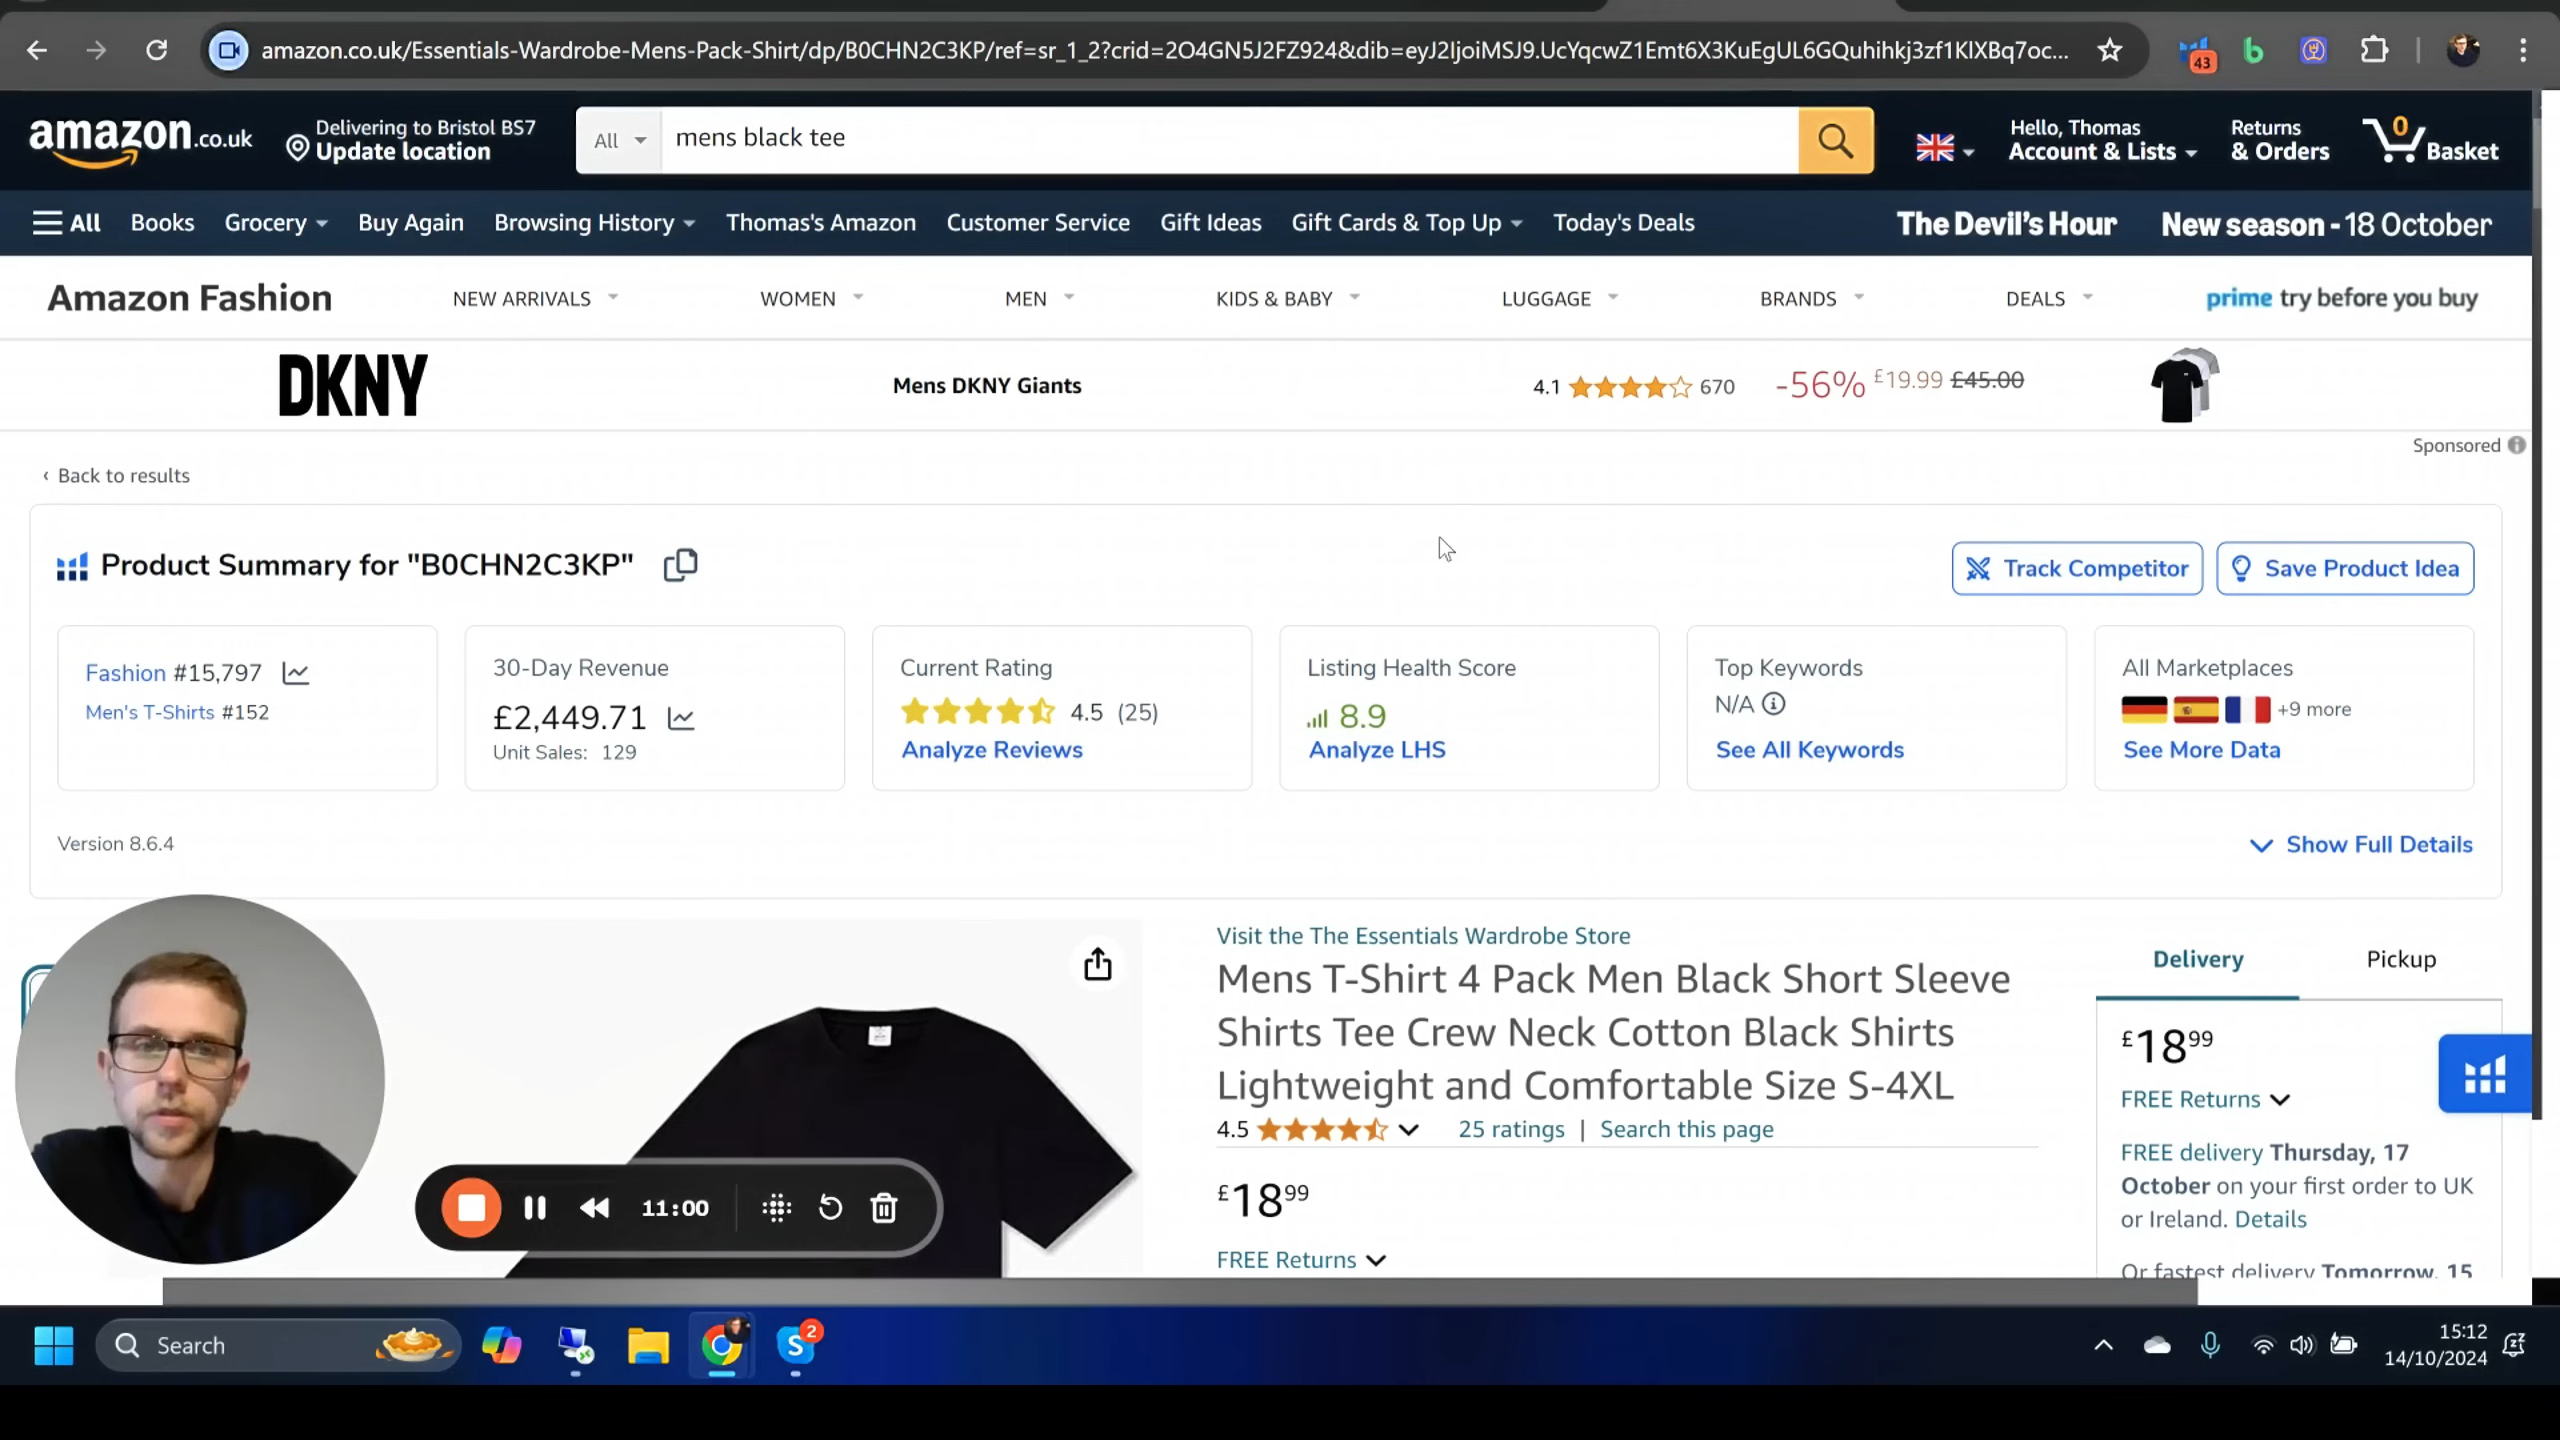 amazon.co.uk/Essentials-Wardrobe-Mens-Pack-Shirt/dp/B0CHN2C3KP/ref=sr_1_2?crid=2O4GN5J2FZ924&dib=eyJ2IjoiMSJ9.UcYqcwZ1Emt6X3KuEgUL6GQuhihkj3zf1KlXBq7oc...
43
amazon.co.uk
Delivering to Bristol BS7
Update location
All
mens black tee
Hello, Thomas
Account & Lists
Returns
& Orders
0
Basket
All
Books
Grocery
Buy Again
Browsing History
Thomas's Amazon
Customer Service
Gift Ideas
Gift Cards & Top Up
Today's Deals
The Devil's Hour
New season - 18 October
Amazon Fashion
NEW ARRIVALS
WOMEN
MEN
KIDS & BABY
LUGGAGE
BRANDS
DEALS
prime try before you buy
DKNY
Mens DKNY Giants
4.1
670
-56% £19.99 £45.00
Sponsored
‹ Back to results
Product Summary for "B0CHN2C3KP"
Track Competitor
Save Product Idea
Fashion #15,797
Men's T-Shirts #152
30-Day Revenue
£2,449.71
Unit Sales: 129
Current Rating
4.5 (25)
Analyze Reviews
Listing Health Score
8.9
Analyze LHS
Top Keywords
N/A
See All Keywords
All Marketplaces
+9 more
See More Data
Version 8.6.4
Show Full Details
Visit the The Essentials Wardrobe Store
Mens T-Shirt 4 Pack Men Black Short Sleeve
Shirts Tee Crew Neck Cotton Black Shirts
Lightweight and Comfortable Size S-4XL
4.5
25 ratings | Search this page
£18.99
FREE Returns
Delivery
Pickup
£18.99
FREE Returns
FREE delivery Thursday, 17
October on your first order to UK
or Ireland. Details
Or fastest delivery Tomorrow, 15
11:00
Search
2
15:12
14/10/2024